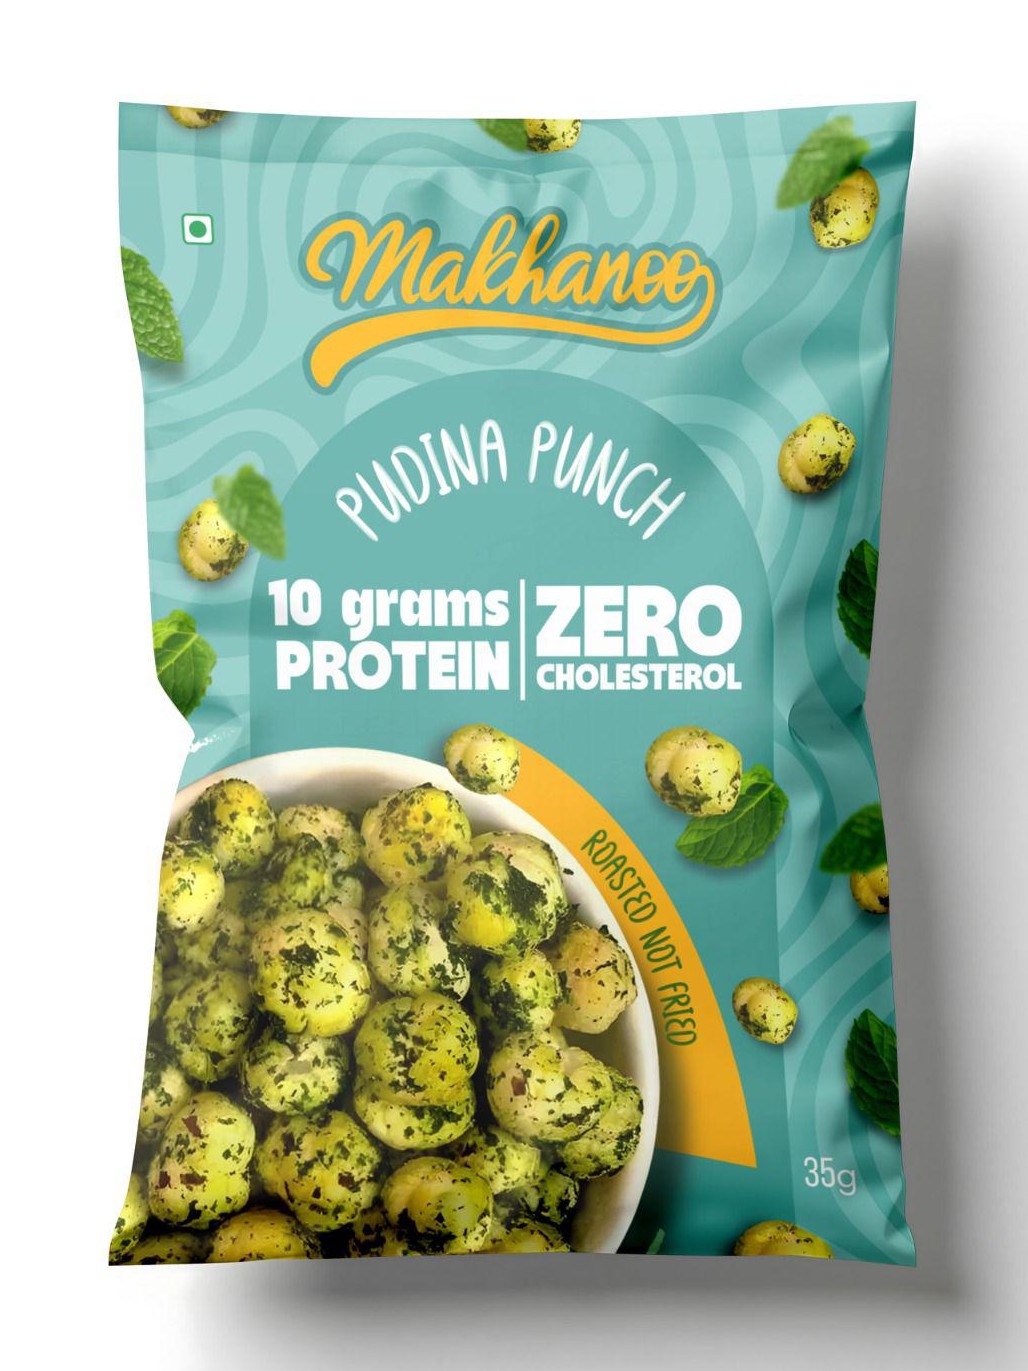 Makhanoo
PUDINA PUNCH
10 grams
PROTEIN
ZERO
CHOLESTEROL
ROASTED NOT FRIED
35g